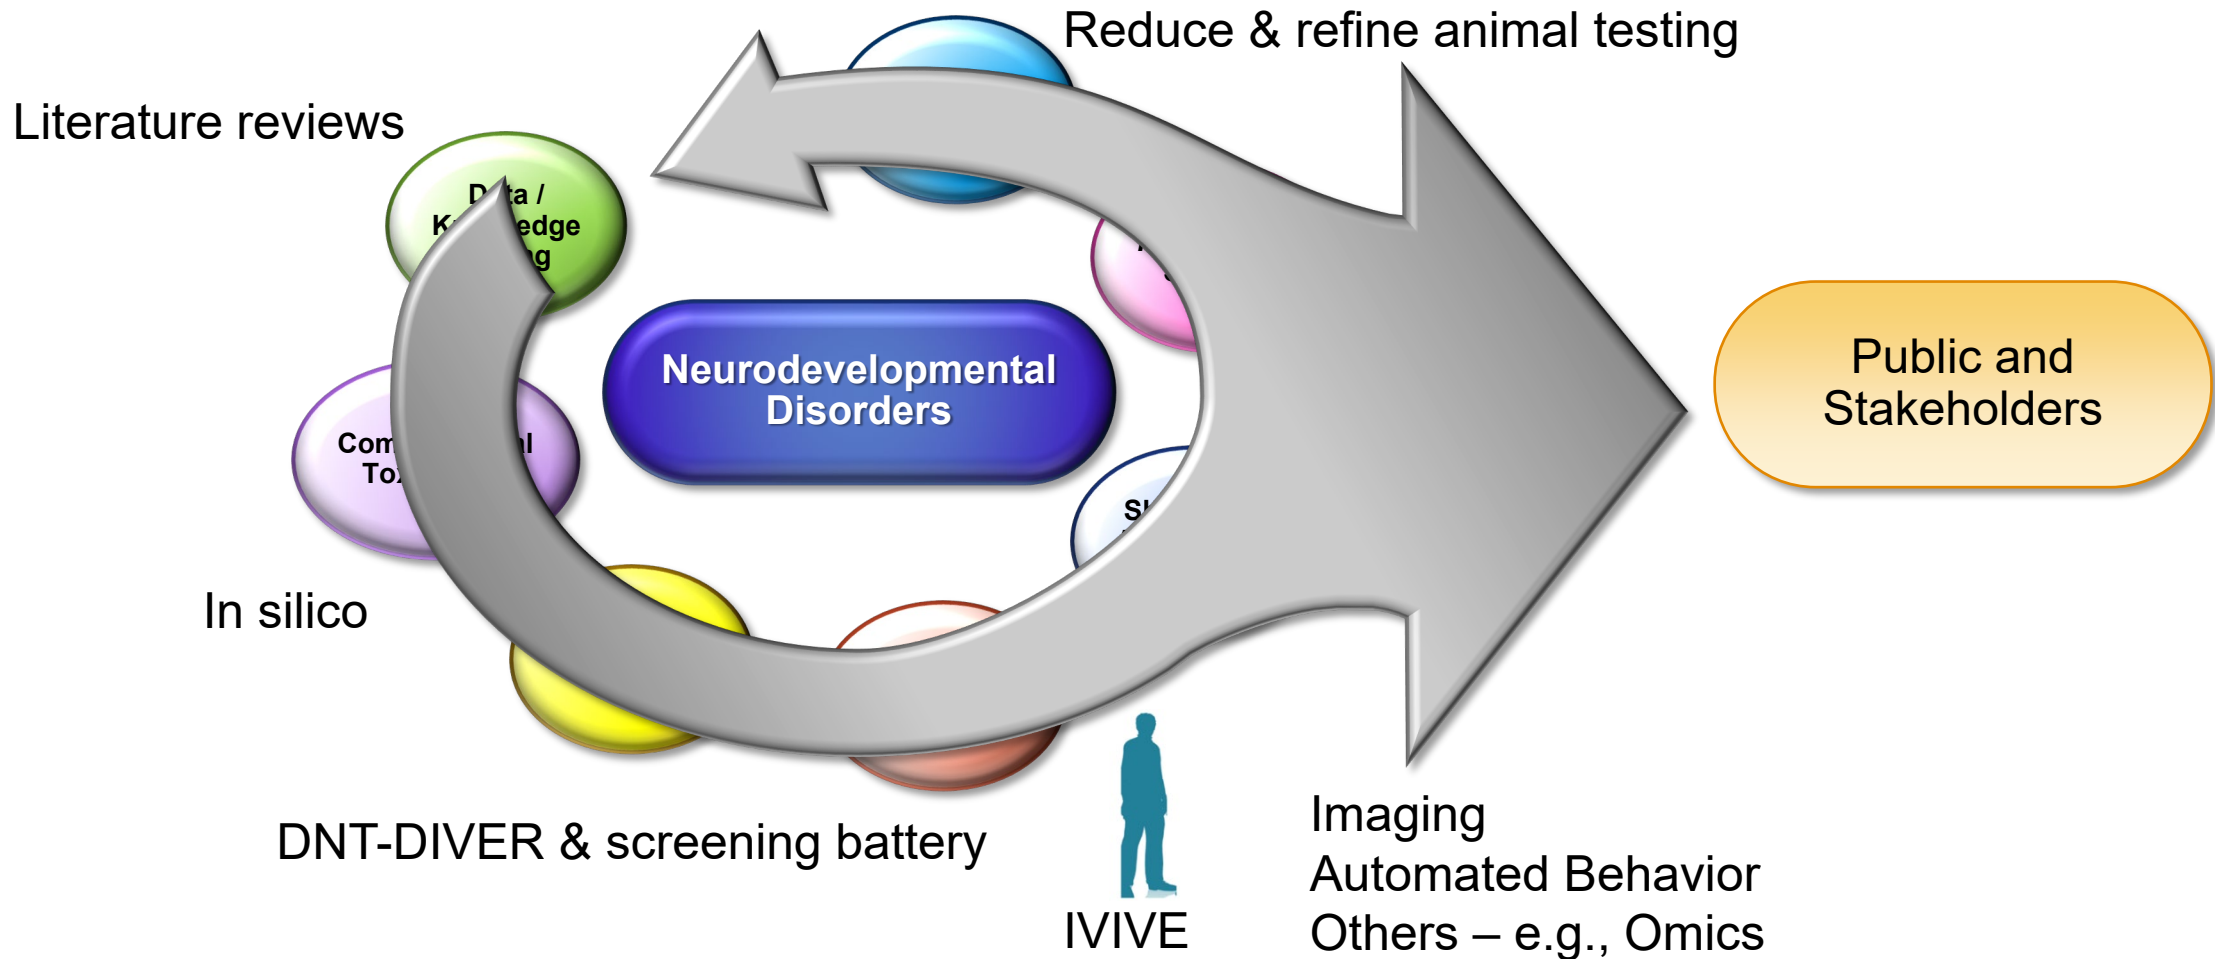 Reduce & refine animal testing
Literature reviews
Data /
Neurodevelopmental
Disorders
Public and
Stakeholders
In silico
DNT-DIVER & screening battery
IVIVE
Imaging
Automated Behavior
Others – e.g., Omics